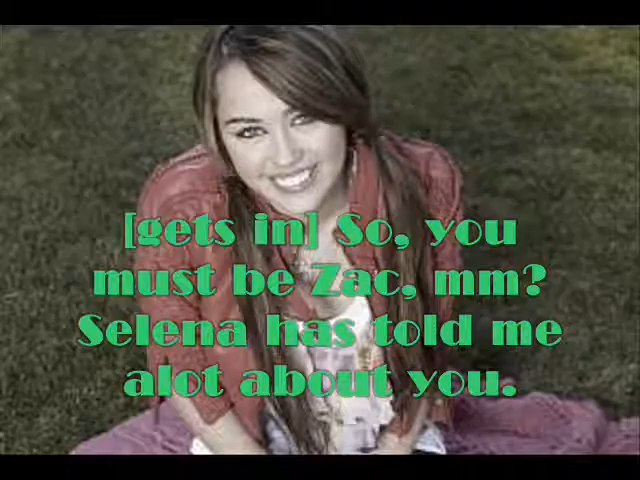 [gets in] So, you
must be Zac, mm?
Selena has told me
alot about you.